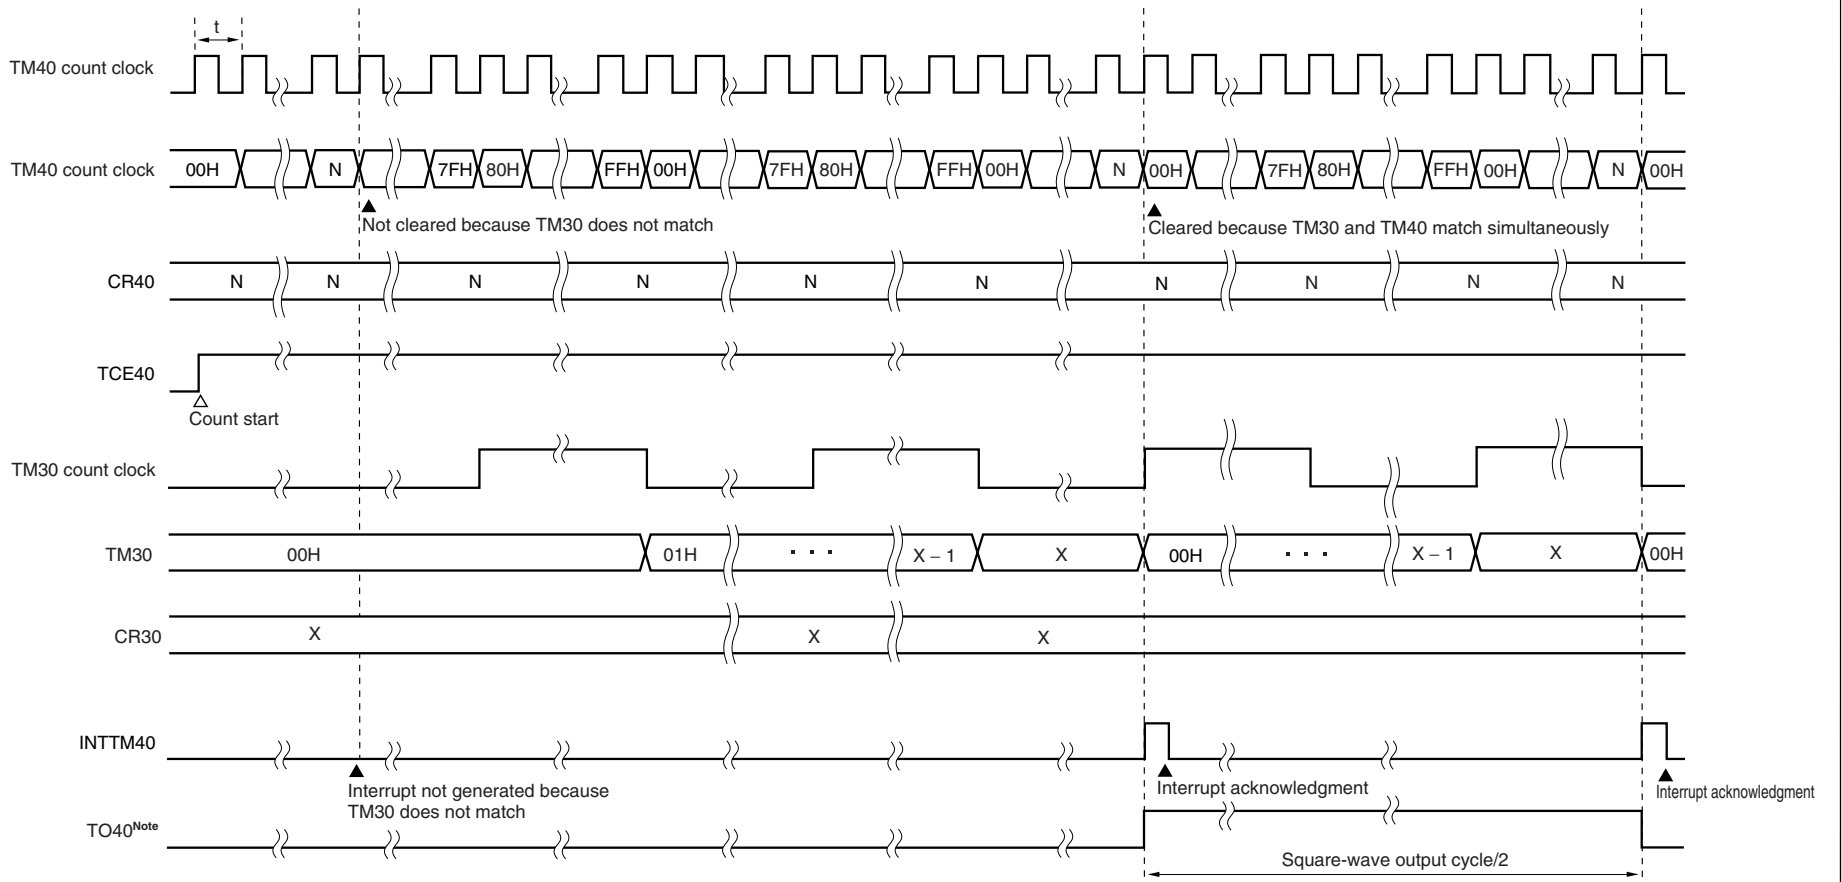 t
TM40 count clock
TM40 count clock 00H N 7FH 80H FFH 00H 7FH 80H FFH 00H N 00H 7FH 80H FFH 00H N 00H
Not cleared because TM30 does not match
Cleared because TM30 and TM40 match simultaneously
CR40 N N N N N N N N N N
TCE40
Count start
TM30 count clock
TM30 00H 01H ··· X – 1 X 00H ··· X – 1 X 00H
CR30 X X X
INTTM40
Interrupt not generated because
TM30 does not match
Interrupt acknowledgment
Interrupt acknowledgment
TO40Note
Square-wave output cycle/2